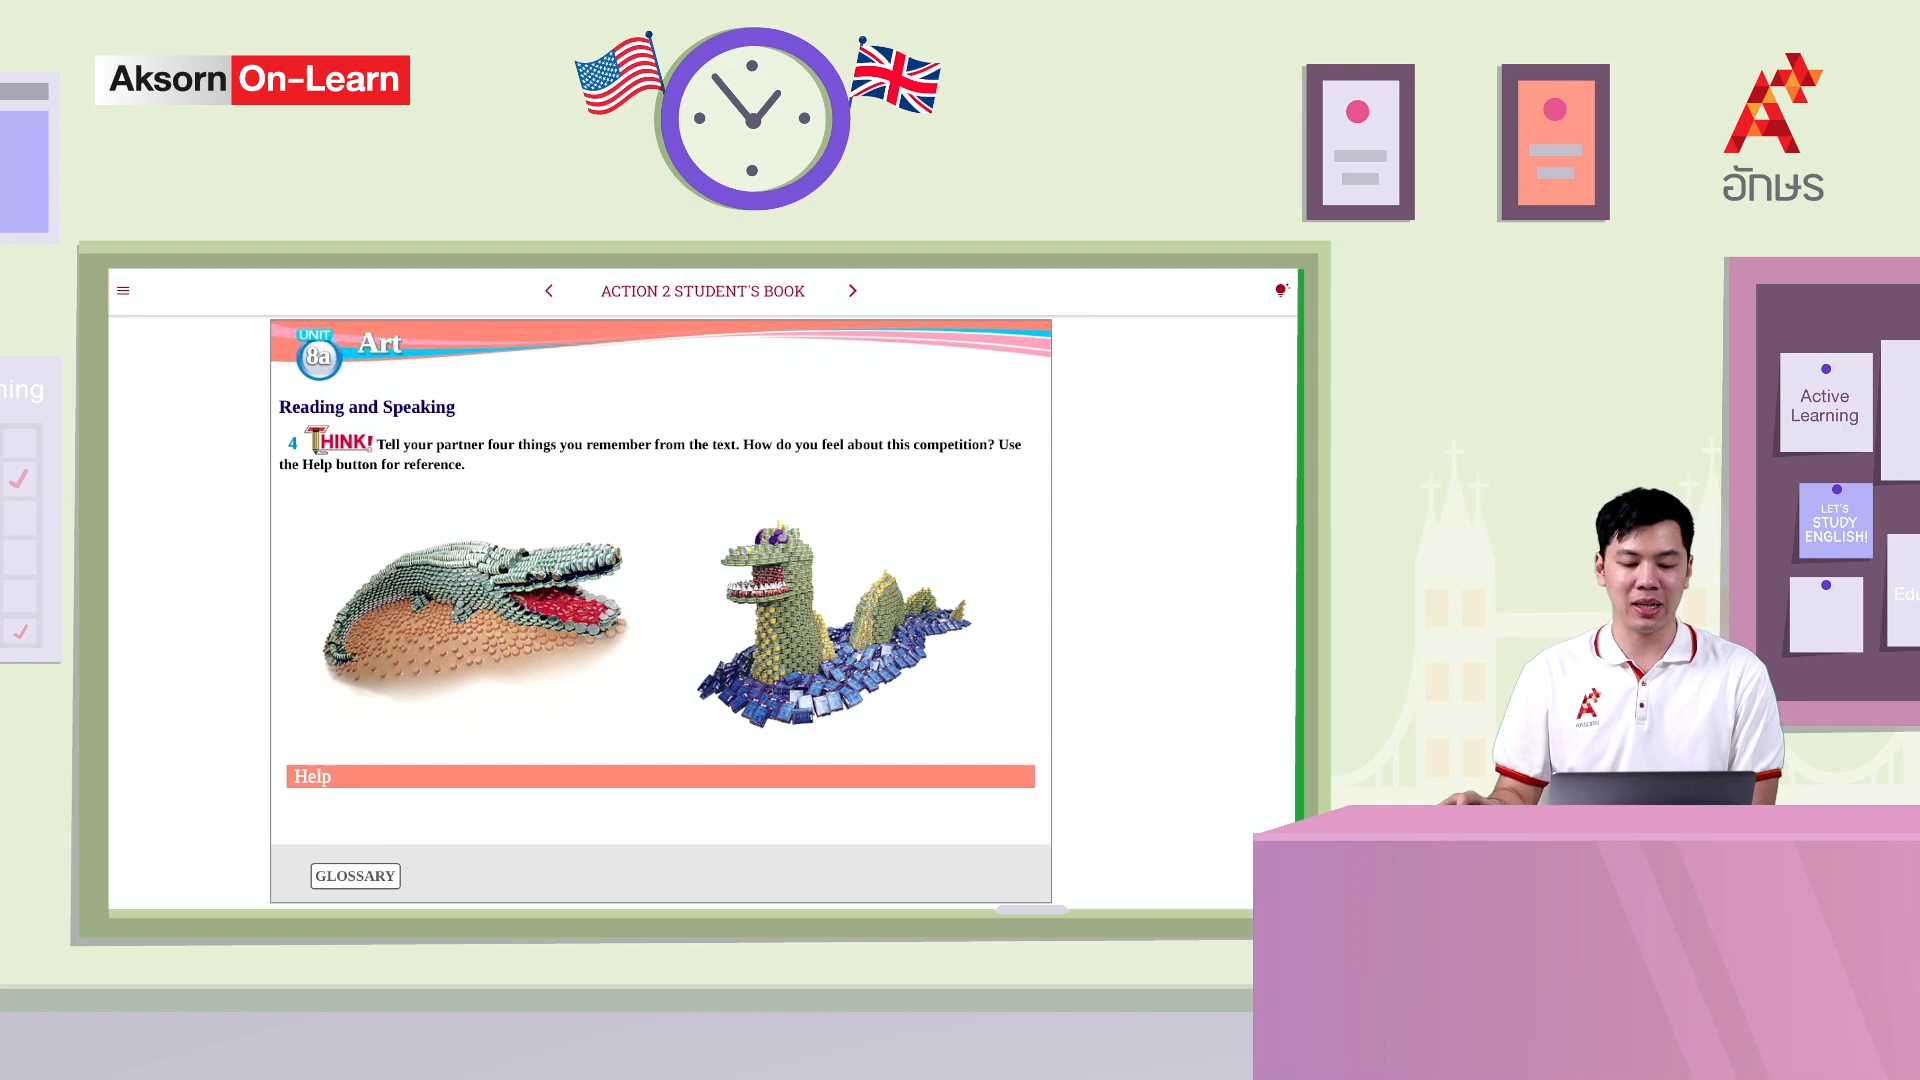 Aksorn On-Learn
อักษร
ACTION 2 STUDENT'S BOOK
UNIT
8a
Art
Reading and Speaking
4 THINK! Tell your partner four things you remember from the text. How do you feel about this competition? Use
the Help button for reference.
Help
GLOSSARY
ning
Active
Learning
LET'S
STUDY
ENGLISH!
Edu
AKSORN